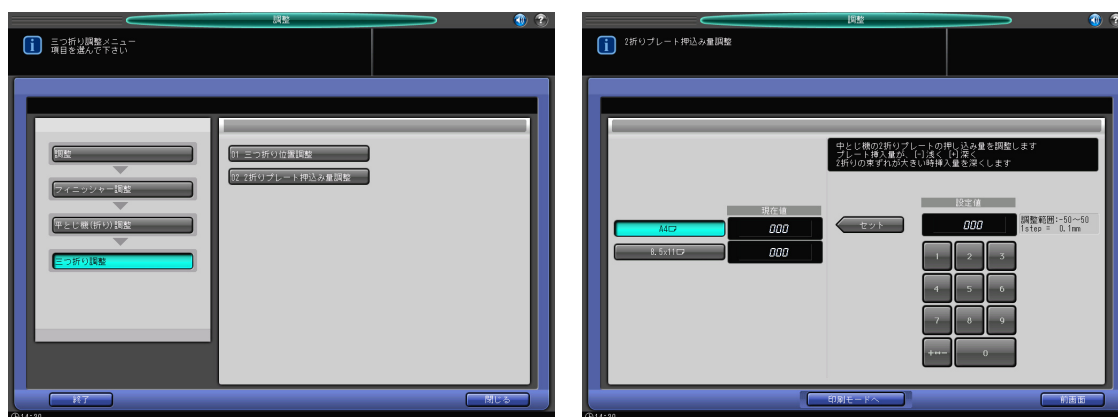 調整
三つ折り調整メニュー
項目を選んで下さい
調整
フィニッシャー調整
平とじ機(折り)調整
三つ折り調整
01 三つ折り位置調整
02 2折りプレート押込み量調整
終了
閉じる
14:30
調整
2折りプレート押込み量調整
中とじ機の2折りプレートの押し込み量を調整します
プレート挿入量が、[-]浅く [+]深く
2折りの束ずれが大きい時挿入量を深くします
現在値
設定値
A4
000
セット
000
調整範囲:-50～50
1step = 0.1mm
8.5x11
000
1 2 3
4 5 6
7 8 9
+↔- 0
印刷モードへ
前画面
14:30